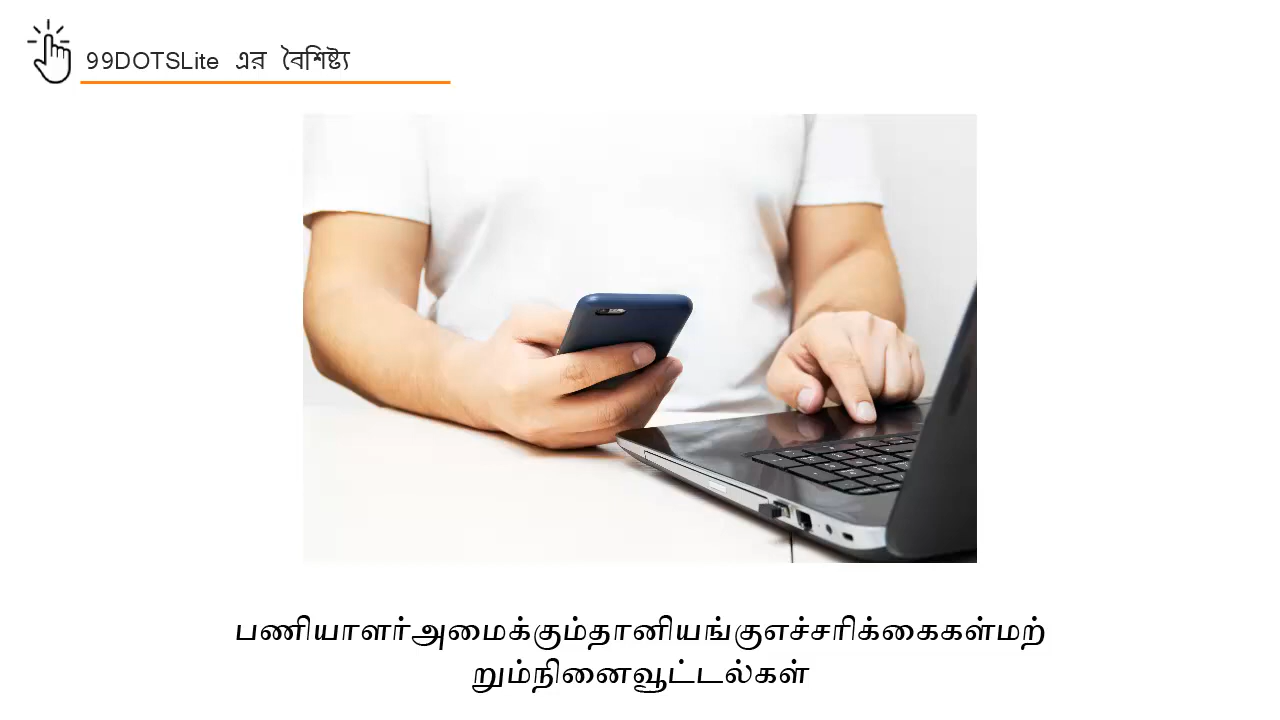 99DOTSLite এর বৈশিষ্ট্য
பணியாளர்அமைக்கும்தானியங்குஎச்சரிக்கைகள்மற்
றும்நினைவூட்டல்கள்